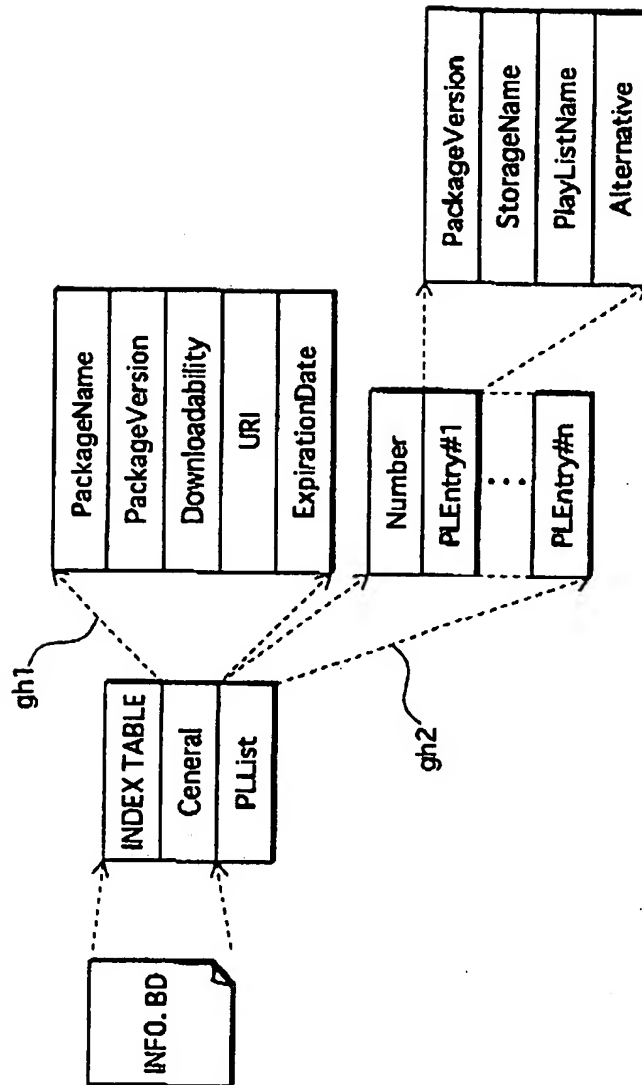 INFO. BD
INDEX TABLE
Ceneral
PLList
gh1
gh2
PackageName
PackageVersion
Downloadability
URI
ExpirationDate
Number
PLEntry#1
...
PLEntry#n
PackageVersion
StorageName
PlayListName
Alternative